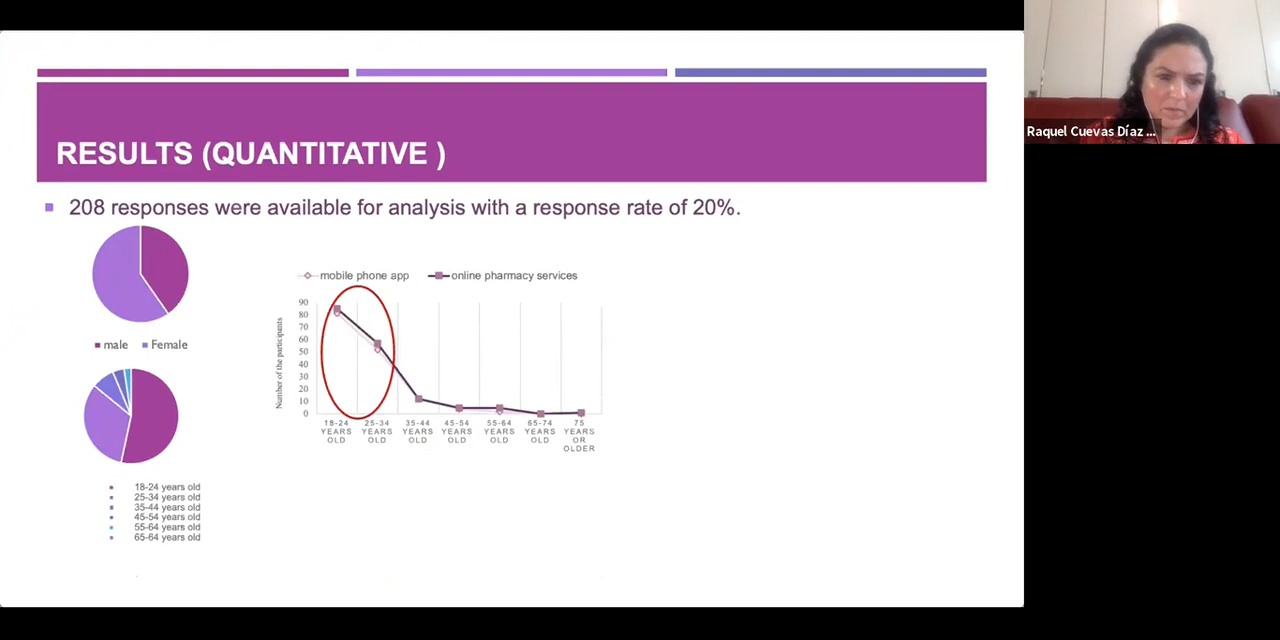 RESULTS (QUANTITATIVE )
208 responses were available for analysis with a response rate of 20%.
male Female
18-24 years old
25-34 years old
35-44 years old
45-54 years old
55-64 years old
65-64 years old
mobile phone app online pharmacy services
Number of the participants
90
80
70
60
50
40
30
20
10
0
18-24 YEARS OLD
25-34 YEARS OLD
35-44 YEARS OLD
45-54 YEARS OLD
55-64 YEARS OLD
65-74 YEARS OLD
75 YEARS OR OLDER
Raquel Cuevas Díaz ...